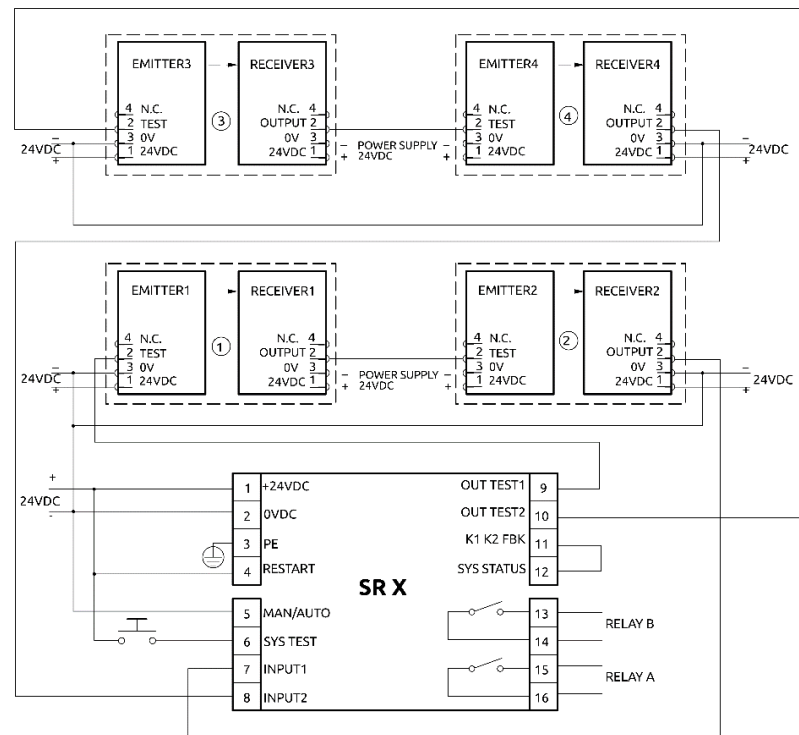 EMITTER3 RECEIVER3 EMITTER4 RECEIVER4
4 N.C. N.C. 4 4 N.C. N.C. 4
2 TEST 3 OUTPUT 2 2 TEST 4 OUTPUT 2
3 0V 0V 3 3 0V 0V 3
− − POWER SUPPLY − −
24VDC 24VDC 24VDC
+ 1 24VDC 24VDC 1 + + 1 24VDC 24VDC 1 +
EMITTER1 RECEIVER1 EMITTER2 RECEIVER2
4 N.C. N.C. 4 4 N.C. N.C. 4
2 TEST 1 OUTPUT 2 2 TEST 2 OUTPUT 2
3 0V 0V 3 3 0V 0V 3
− − POWER SUPPLY − −
24VDC 24VDC 24VDC
+ 1 24VDC 24VDC 1 + + 1 24VDC 24VDC 1 +
+ 1 +24VDC OUT TEST1 9
24VDC
- 2 0VDC OUT TEST2 10
3 PE K1 K2 FBK 11
4 RESTART SYS STATUS 12
SR X
5 MAN/AUTO 13
RELAY B
6 SYS TEST 14
7 INPUT1 15
RELAY A
8 INPUT2 16